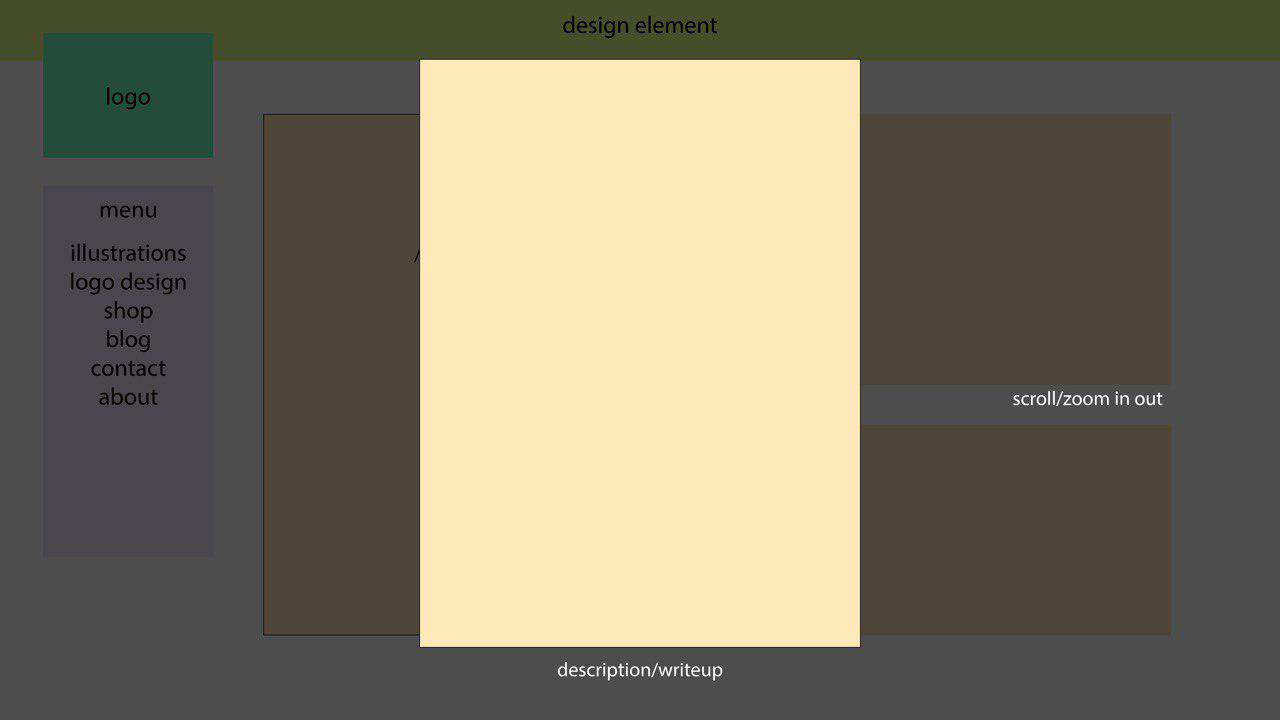 design element
logo
menu
illustrations
logo design
shop
blog
contact
about
/
scroll/zoom in out
description/writeup